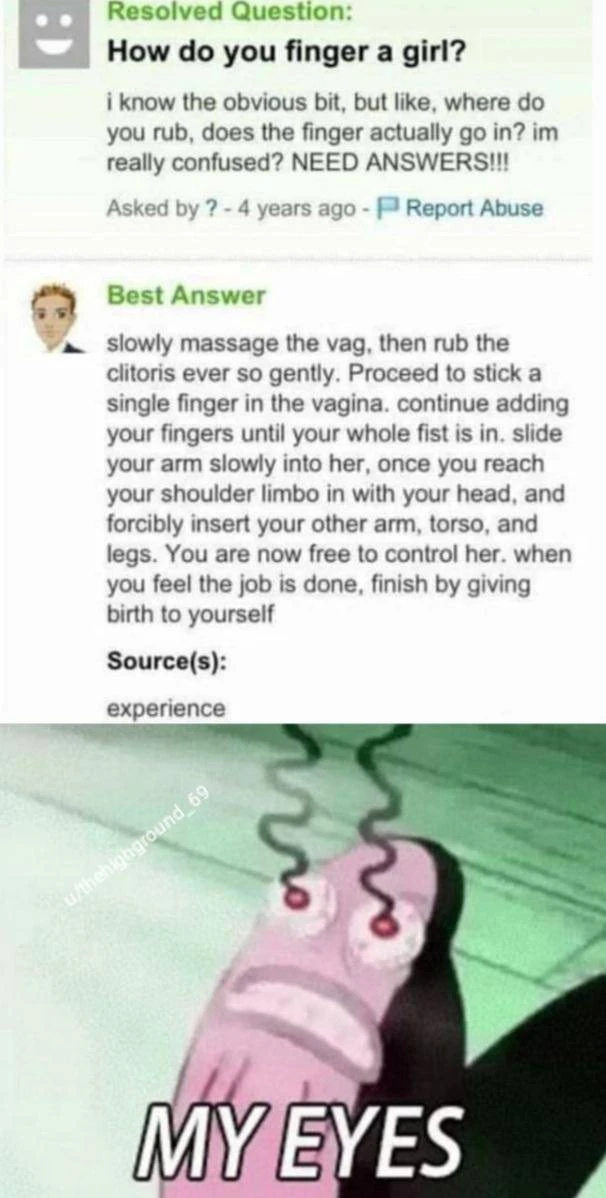 Resolved Question:
How do you finger a girl?
i know the obvious bit, but like, where do
you rub, does the finger actually go in? im
really confused? NEED ANSWERS!!!
Asked by ? - 4 years ago - Report Abuse
Best Answer
slowly massage the vag, then rub the
clitoris ever so gently. Proceed to stick a
single finger in the vagina. continue adding
your fingers until your whole fist is in. slide
your arm slowly into her, once you reach
your shoulder limbo in with your head, and
forcibly insert your other arm, torso, and
legs. You are now free to control her. when
you feel the job is done, finish by giving
birth to yourself
Source(s):
experience
u/thehighground_69
MY EYES